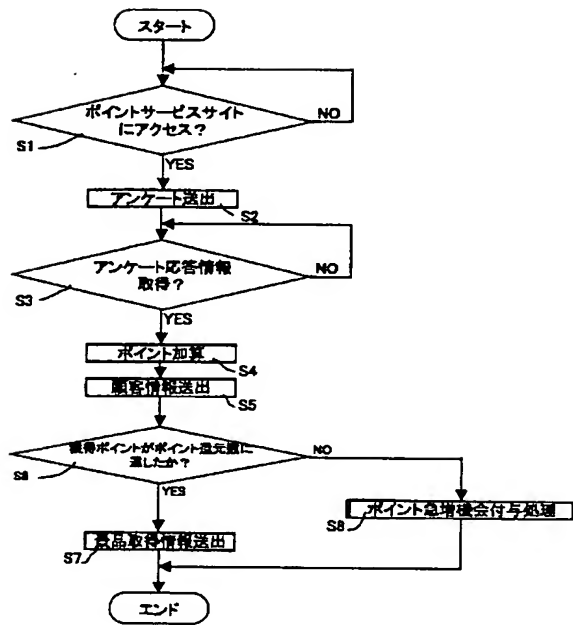 スタート
ポイントサービスサイト
にアクセス？
NO
S1
YES
アンケート送出
S2
アンケート応答情報
取得？
NO
S3
YES
ポイント加算
S4
顧客情報送出
S5
獲得ポイントがポイント還元数に
達したか？
NO
S6
YES
ポイント急増機会付与処理
S8
景品取得情報送出
S7
エンド